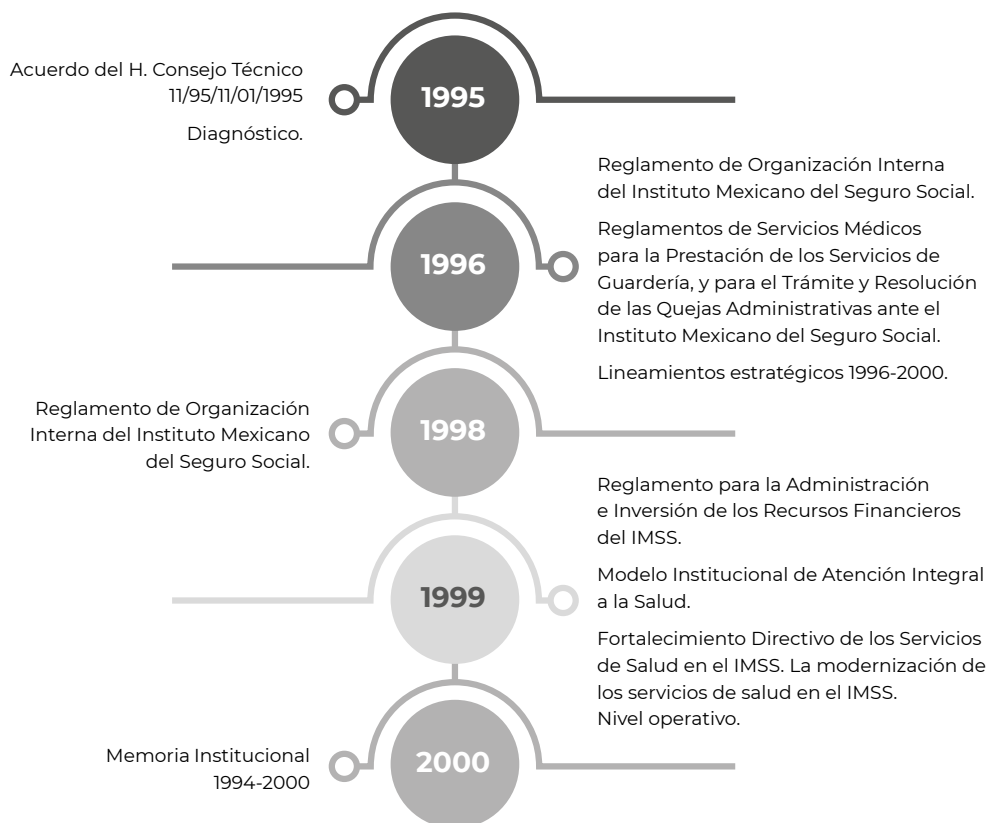 Acuerdo del H. Consejo Técnico
11/95/11/01/1995
Diagnóstico.
1995
1996
Reglamento de Organización Interna
del Instituto Mexicano del Seguro Social.
Reglamentos de Servicios Médicos
para la Prestación de los Servicios de
Guardería, y para el Trámite y Resolución
de las Quejas Administrativas ante el
Instituto Mexicano del Seguro Social.
Lineamientos estratégicos 1996-2000.
Reglamento de Organización
Interna del Instituto Mexicano
del Seguro Social.
1998
1999
Reglamento para la Administración
e Inversión de los Recursos Financieros
del IMSS.
Modelo Institucional de Atención Integral
a la Salud.
Fortalecimiento Directivo de los Servicios
de Salud en el IMSS. La modernización de
los servicios de salud en el IMSS.
Nivel operativo.
Memoria Institucional
1994-2000
2000